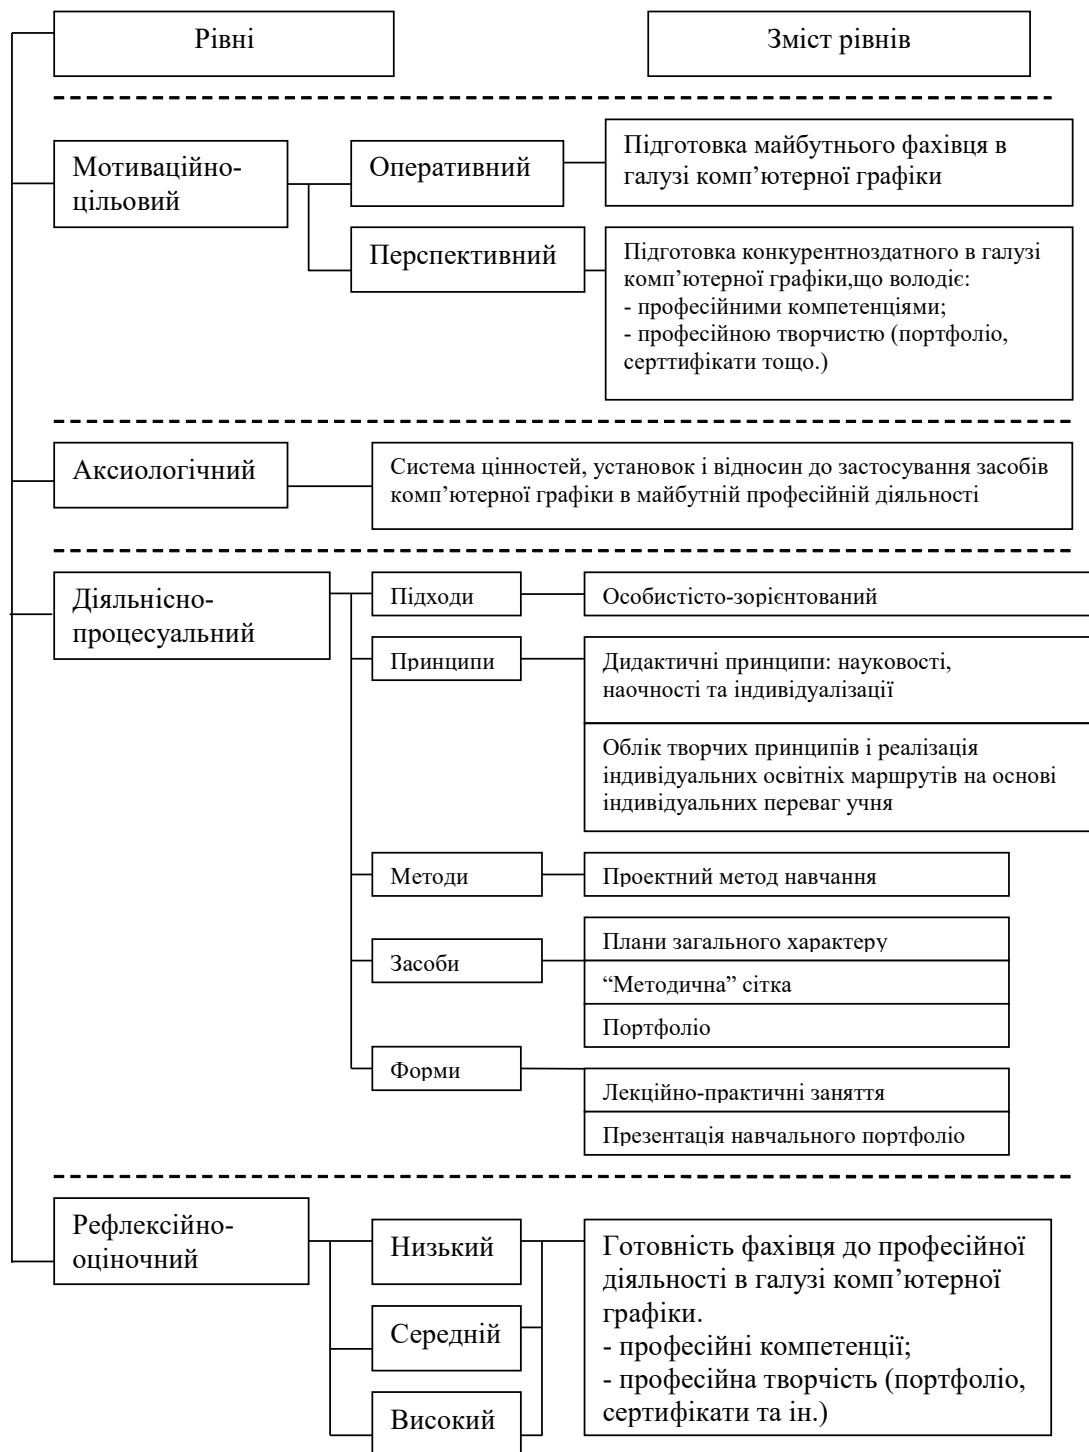 Рівні
Зміст рівнів
Мотиваційно-
цільовий
Оперативний
Підготовка майбутнього фахівця в
галузі комп’ютерної графіки
Перспективний
Підготовка конкурентноздатного в галузі
комп’ютерної графіки,що володіє:
- професійними компетенціями;
- професійною творчистю (портфоліо,
серттифікати тощо.)
Аксиологічний
Система цінностей, установок і відносин до застосування засобів
комп’ютерної графіки в майбутній професійній діяльності
Діяльнісно-
процесуальний
Підходи
Особистісто-зорієнтований
Принципи
Дидактичні принципи: науковості,
наочності та індивідуалізації
Облік творчих принципів і реалізація
індивідуальних освітніх маршрутів на основі
індивідуальних переваг учня
Методи
Проектний метод навчання
Засоби
Плани загального характеру
“Методична” сітка
Портфоліо
Форми
Лекційно-практичні заняття
Презентація навчального портфоліо
Рефлексійно-
оціночний
Низький
Середній
Високий
Готовність фахівця до професійної
діяльності в галузі комп’ютерної
графіки.
- професійні компетенції;
- професійна творчість (портфоліо,
сертифікати та ін.)